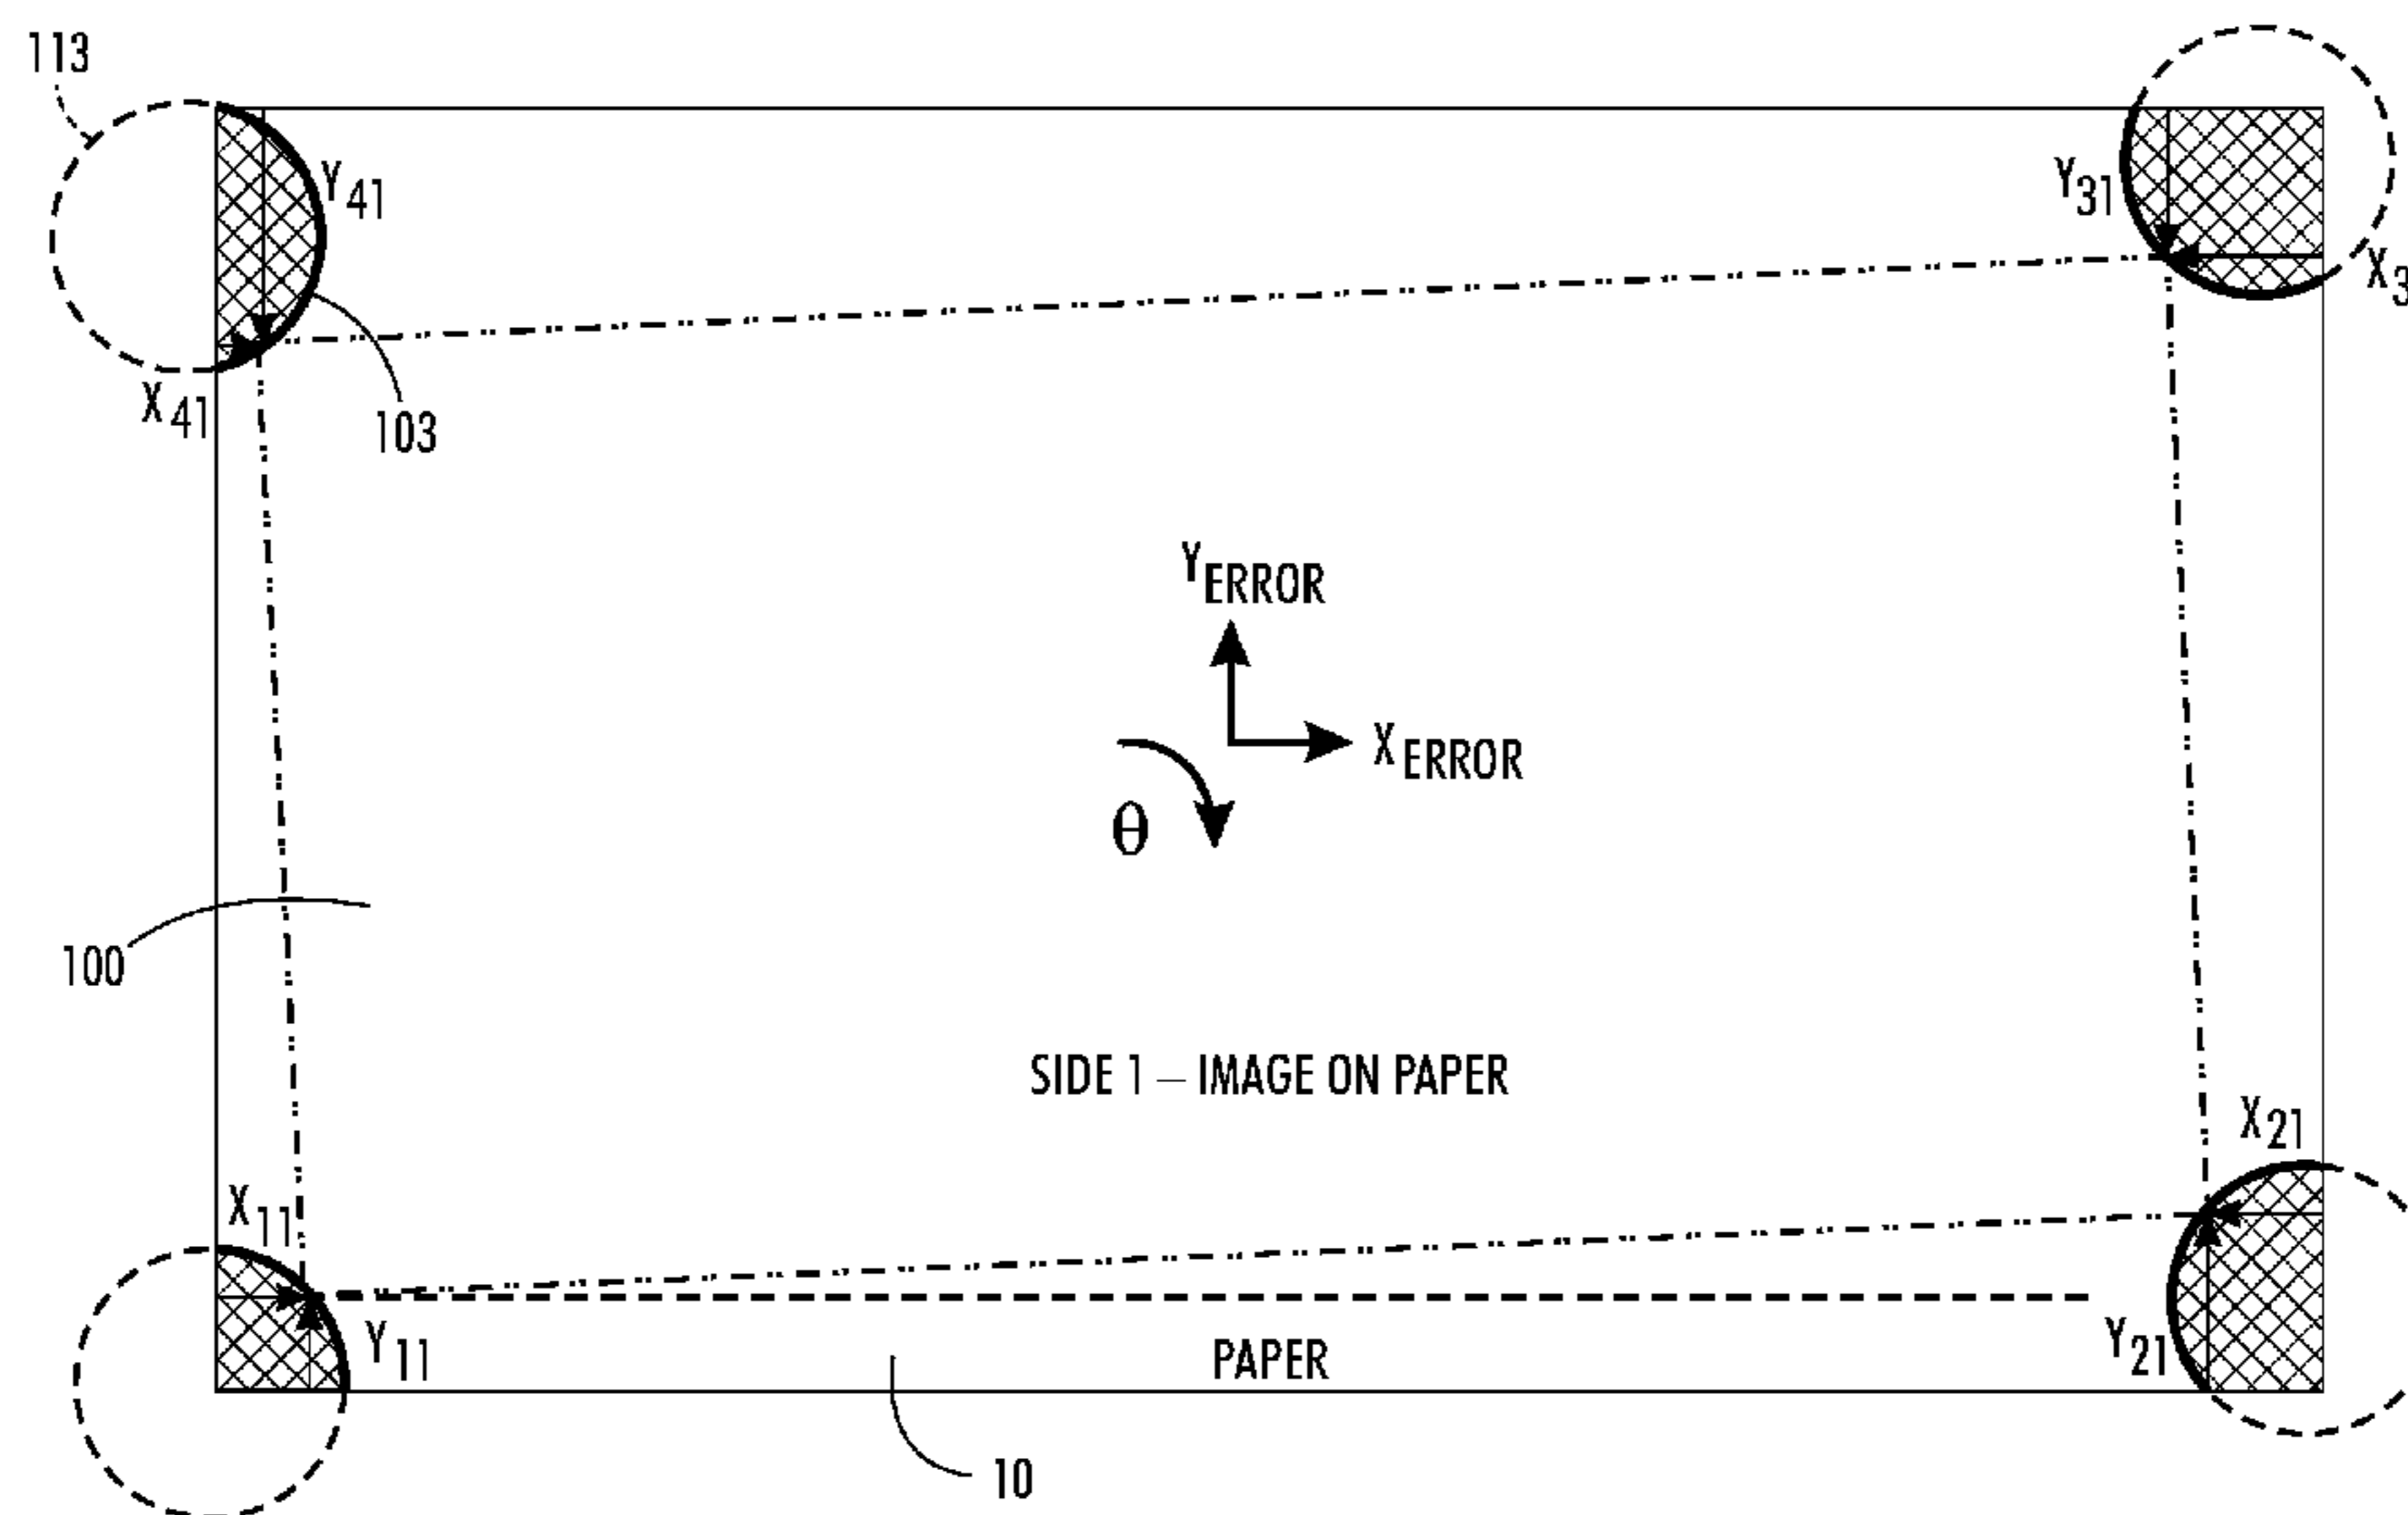 113
Y41
Y31
X3
X41
103
YERROR
XERROR
θ
100
SIDE 1 — IMAGE ON PAPER
X21
X11
Y11
Y21
PAPER
10